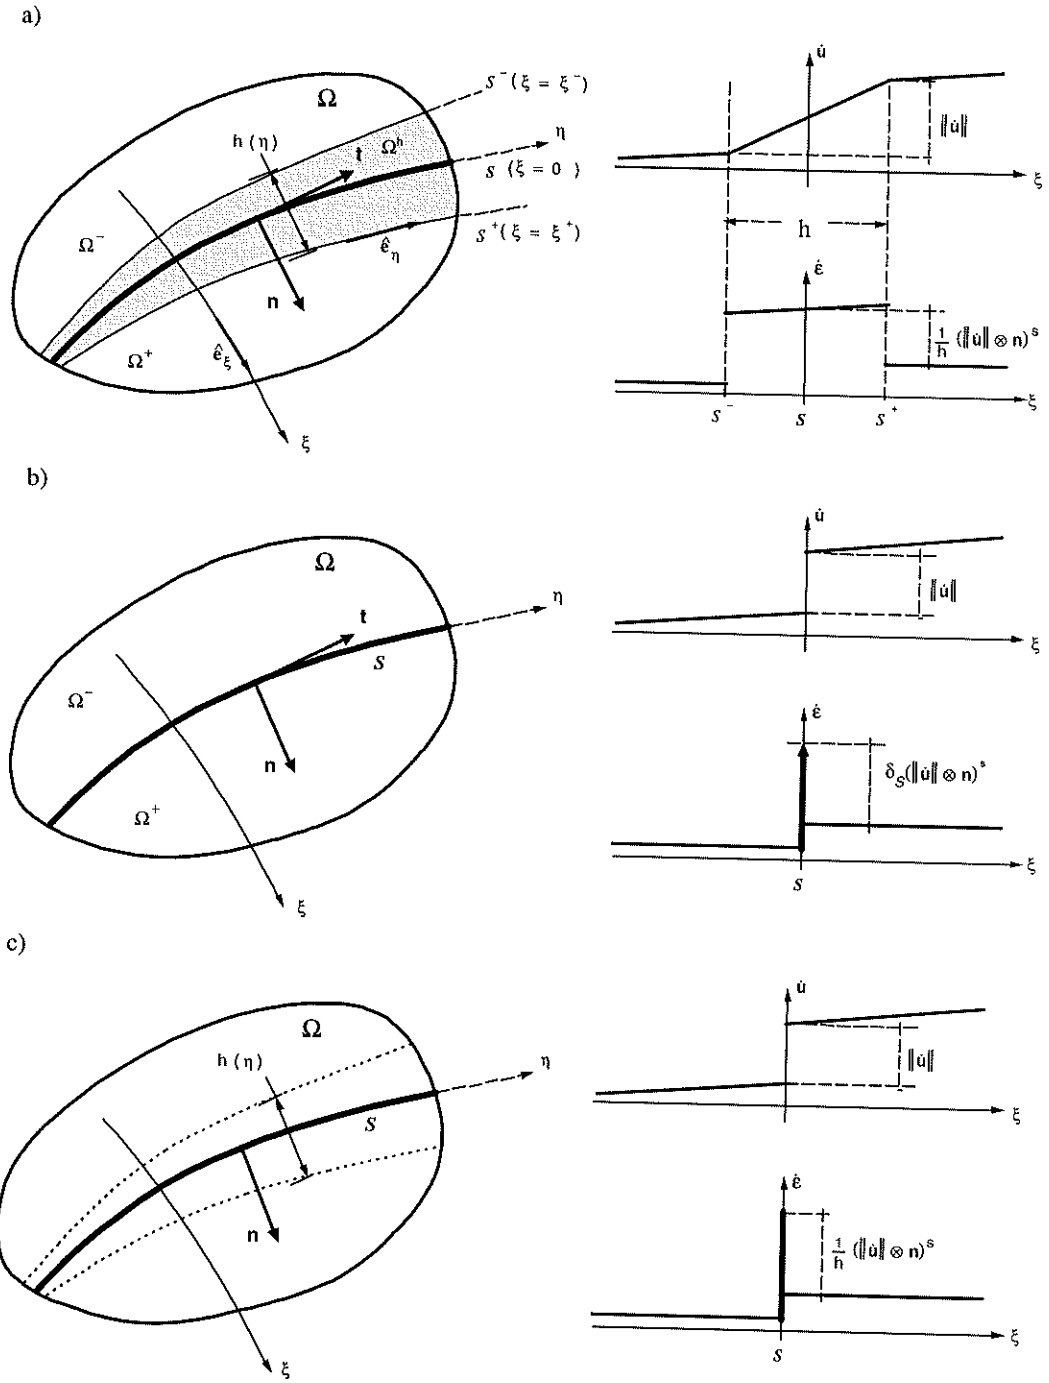 a)
Ω
S⁻(ξ = ξ⁻)
h(η)
Ωʰ
t
η
S (ξ = 0 )
S⁺(ξ = ξ⁺)
Ω⁻
ê_η
n
Ω⁺
ê_ξ
ξ
u̇
‖u̇‖
ξ
h
ε̇
1/h (‖u̇‖ ⊗ n)ˢ
S⁻
S
S⁺
ξ
b)
Ω
η
t
S
Ω⁻
n
Ω⁺
ξ
u̇
‖u̇‖
ξ
ε̇
δ_S(‖u̇‖ ⊗ n)ˢ
ξ
S
c)
Ω
h(η)
η
S
n
ξ
u̇
‖u̇‖
ξ
ε̇
1/h (‖u̇‖ ⊗ n)ˢ
ξ
S